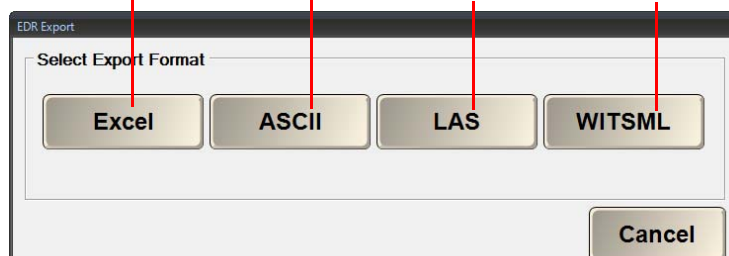 EDR Export
Select Export Format
Excel ASCII LAS WITSML
Cancel